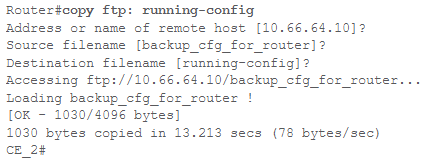 Router#copy ftp: running-config
Address or name of remote host [10.66.64.10]?
Source filename [backup_cfg_for_router]?
Destination filename [running-config]?
Accessing ftp://10.66.64.10/backup_cfg_for_router...
Loading backup_cfg_for_router !
[OK - 1030/4096 bytes]
1030 bytes copied in 13.213 secs (78 bytes/sec)
CE_2#